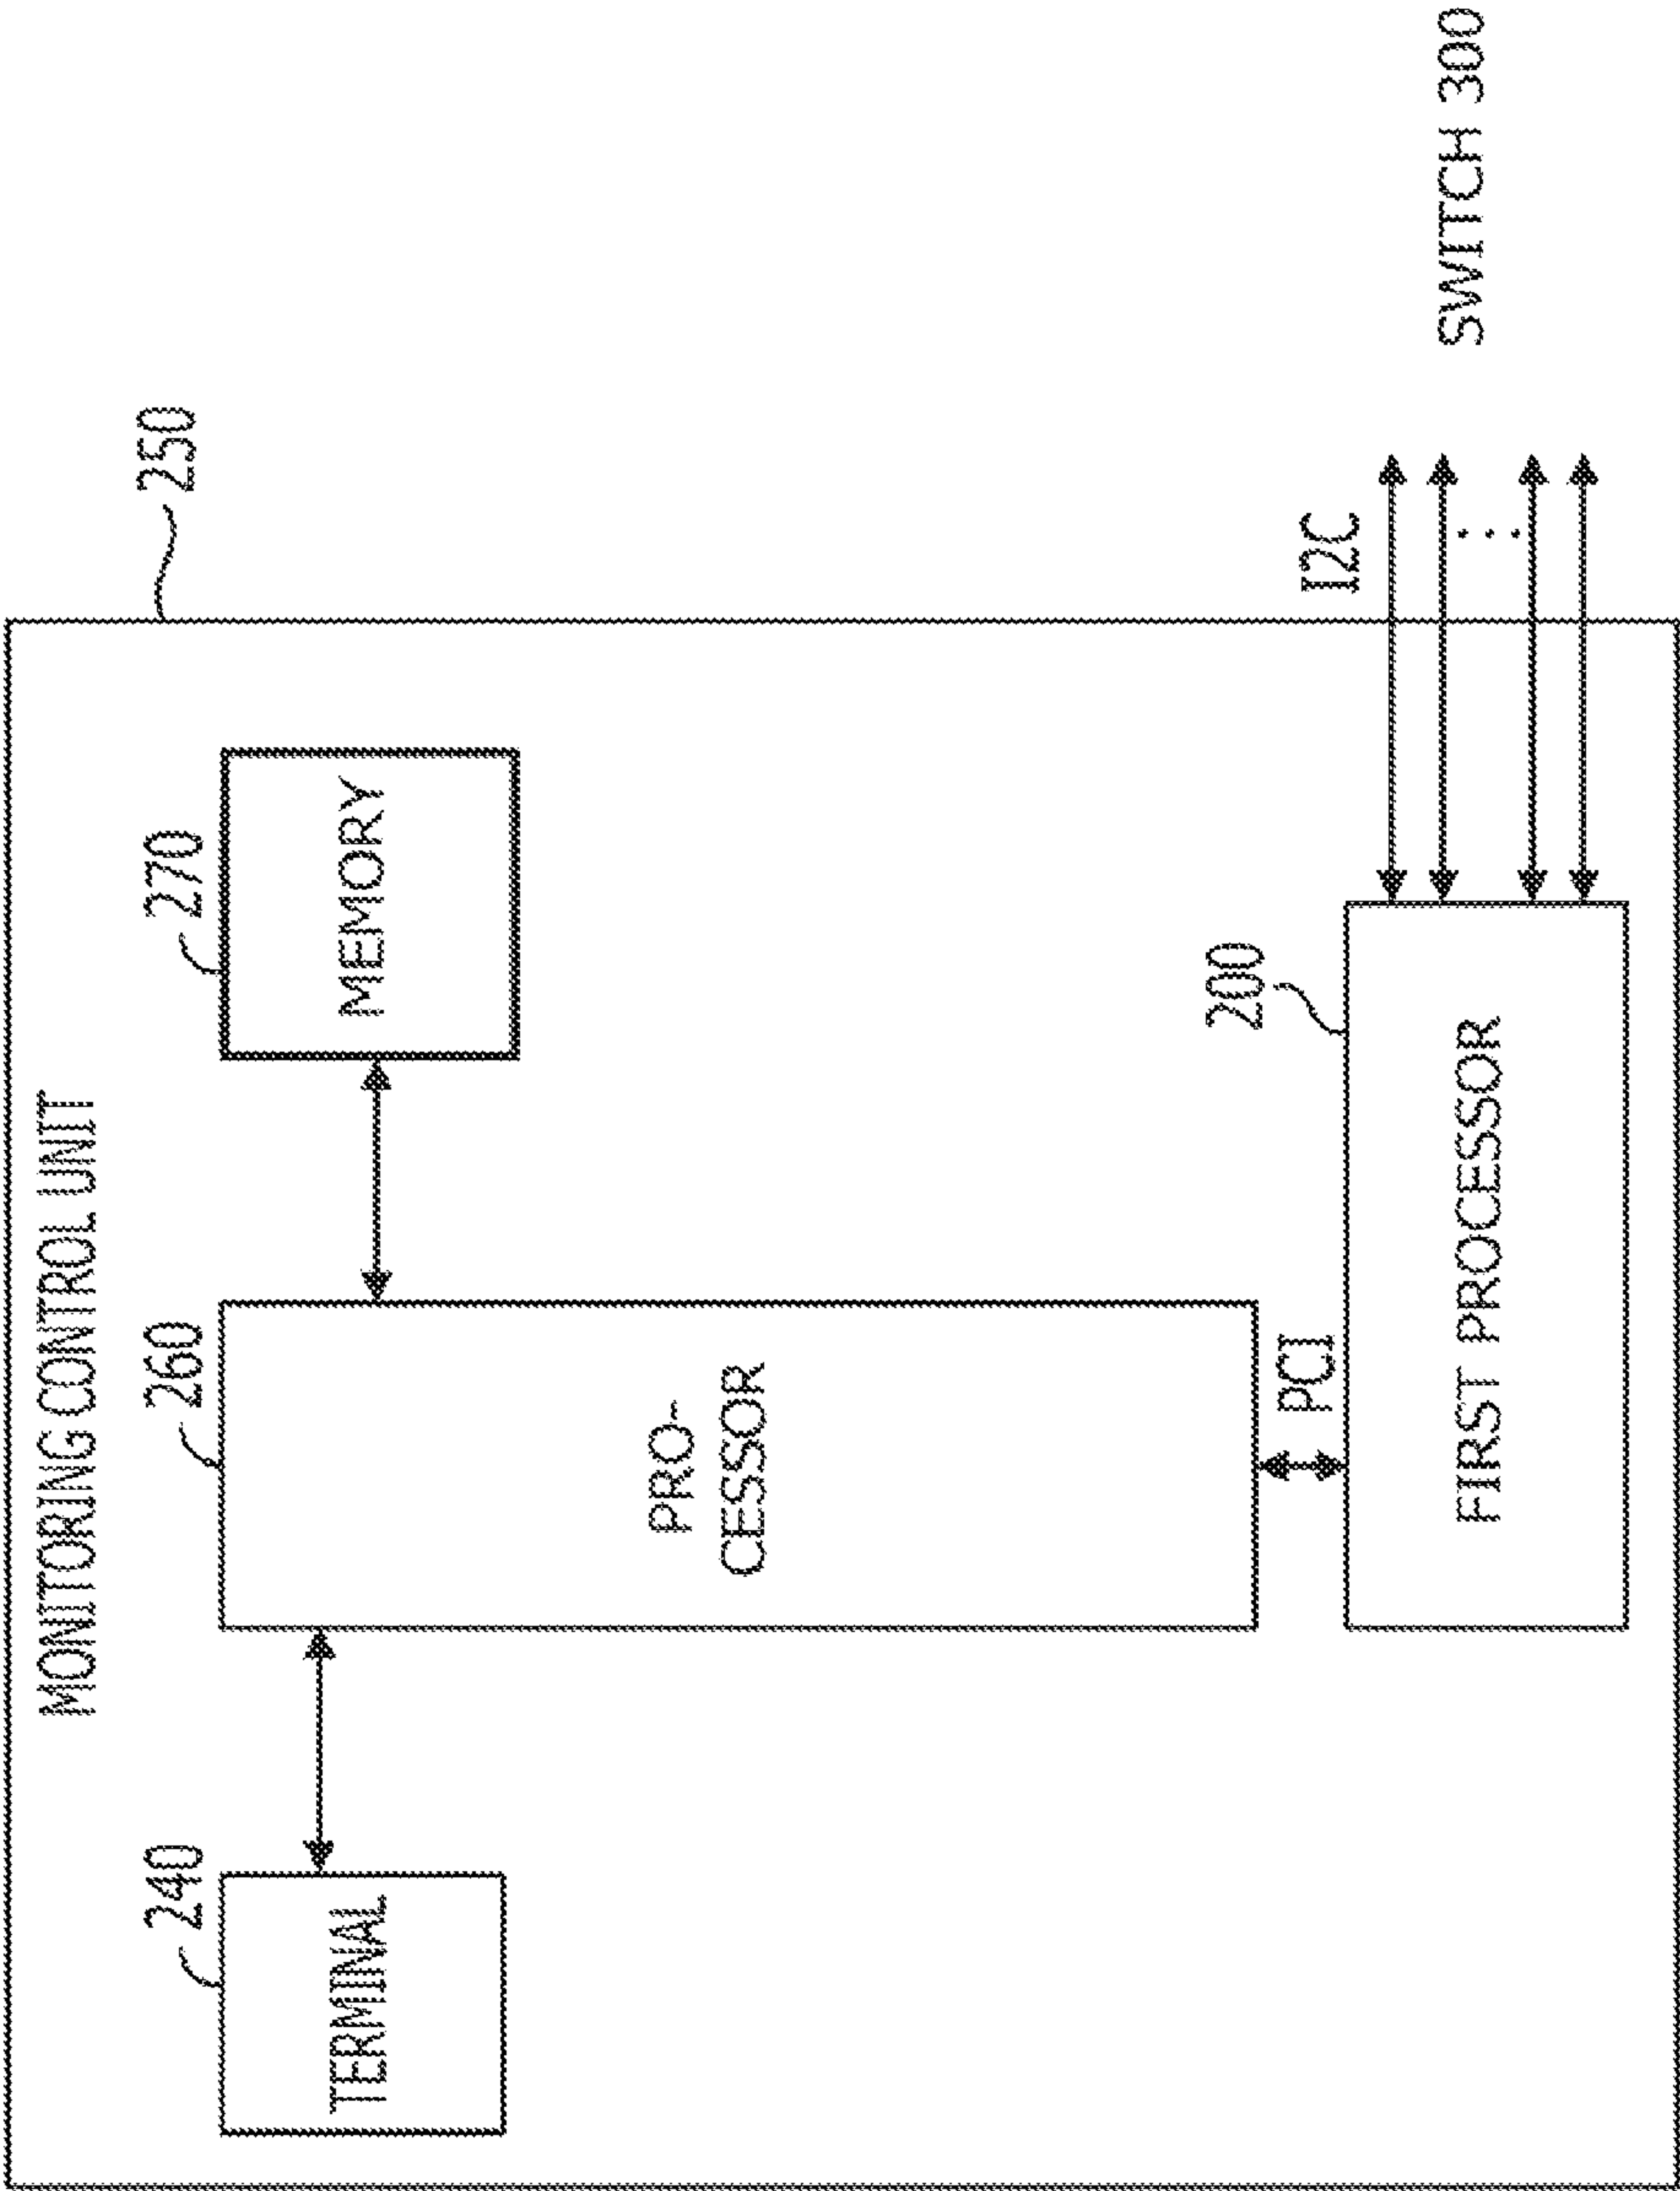 MONITORING CONTROL UNIT
250
240
260
270
TERMINAL
PRO-
CESSOR
MEMORY
PCI
200
I2C
FIRST PROCESSOR
SWITCH 300